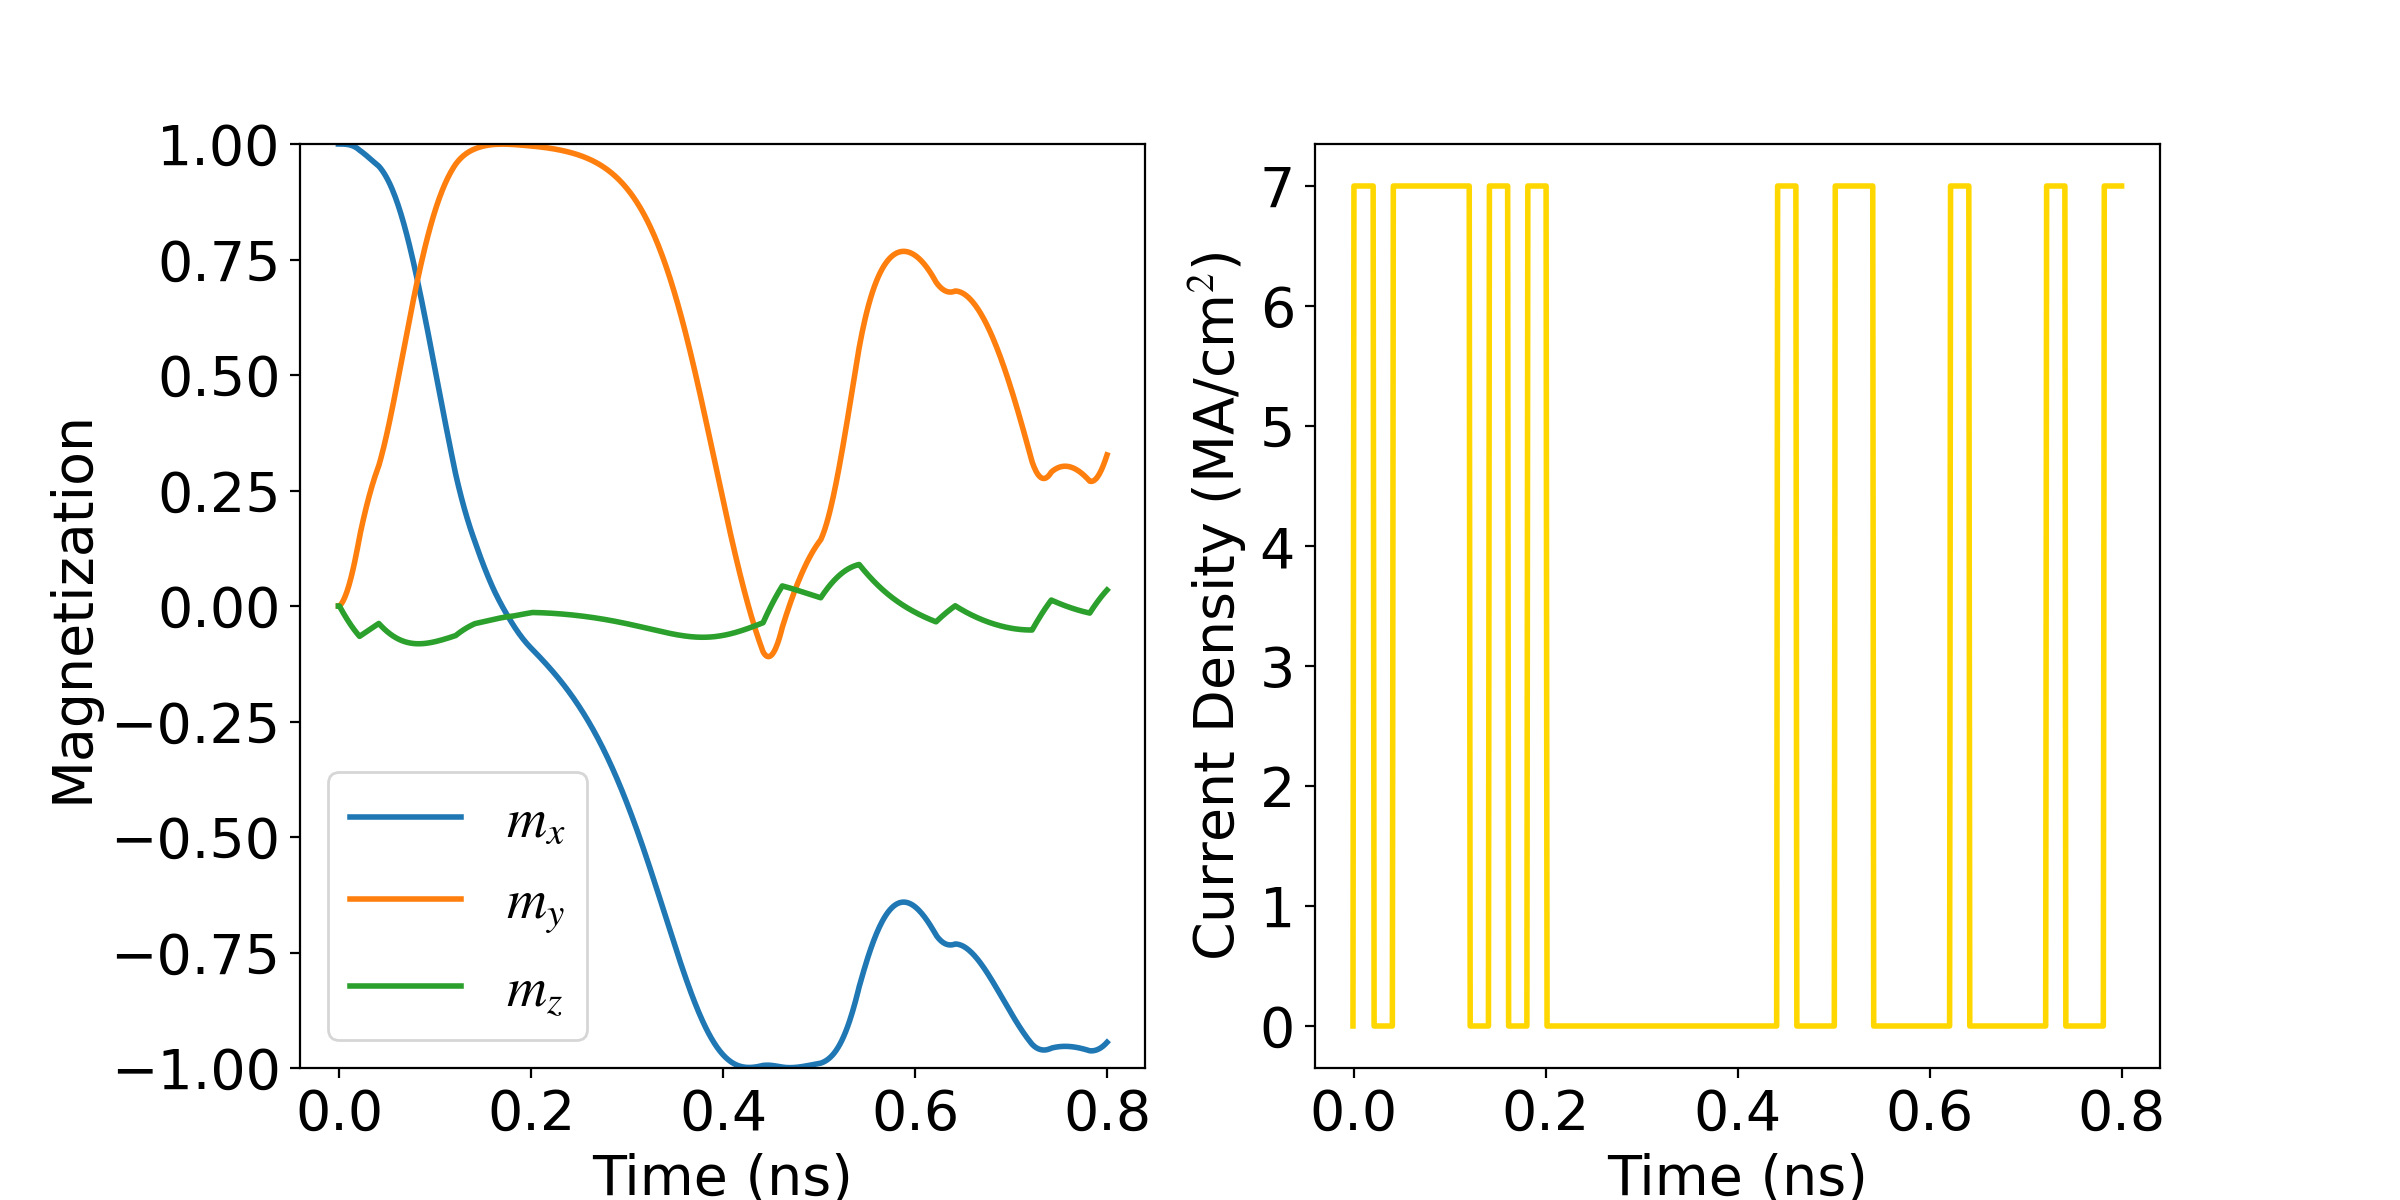 Magnetization
1.00
0.75
0.50
0.25
0.00
−0.25
−0.50
−0.75
−1.00
0.0 0.2 0.4 0.6 0.8
Time (ns)
m_x
m_y
m_z
Current Density (MA/cm²)
7
6
5
4
3
2
1
0
0.0 0.2 0.4 0.6 0.8
Time (ns)